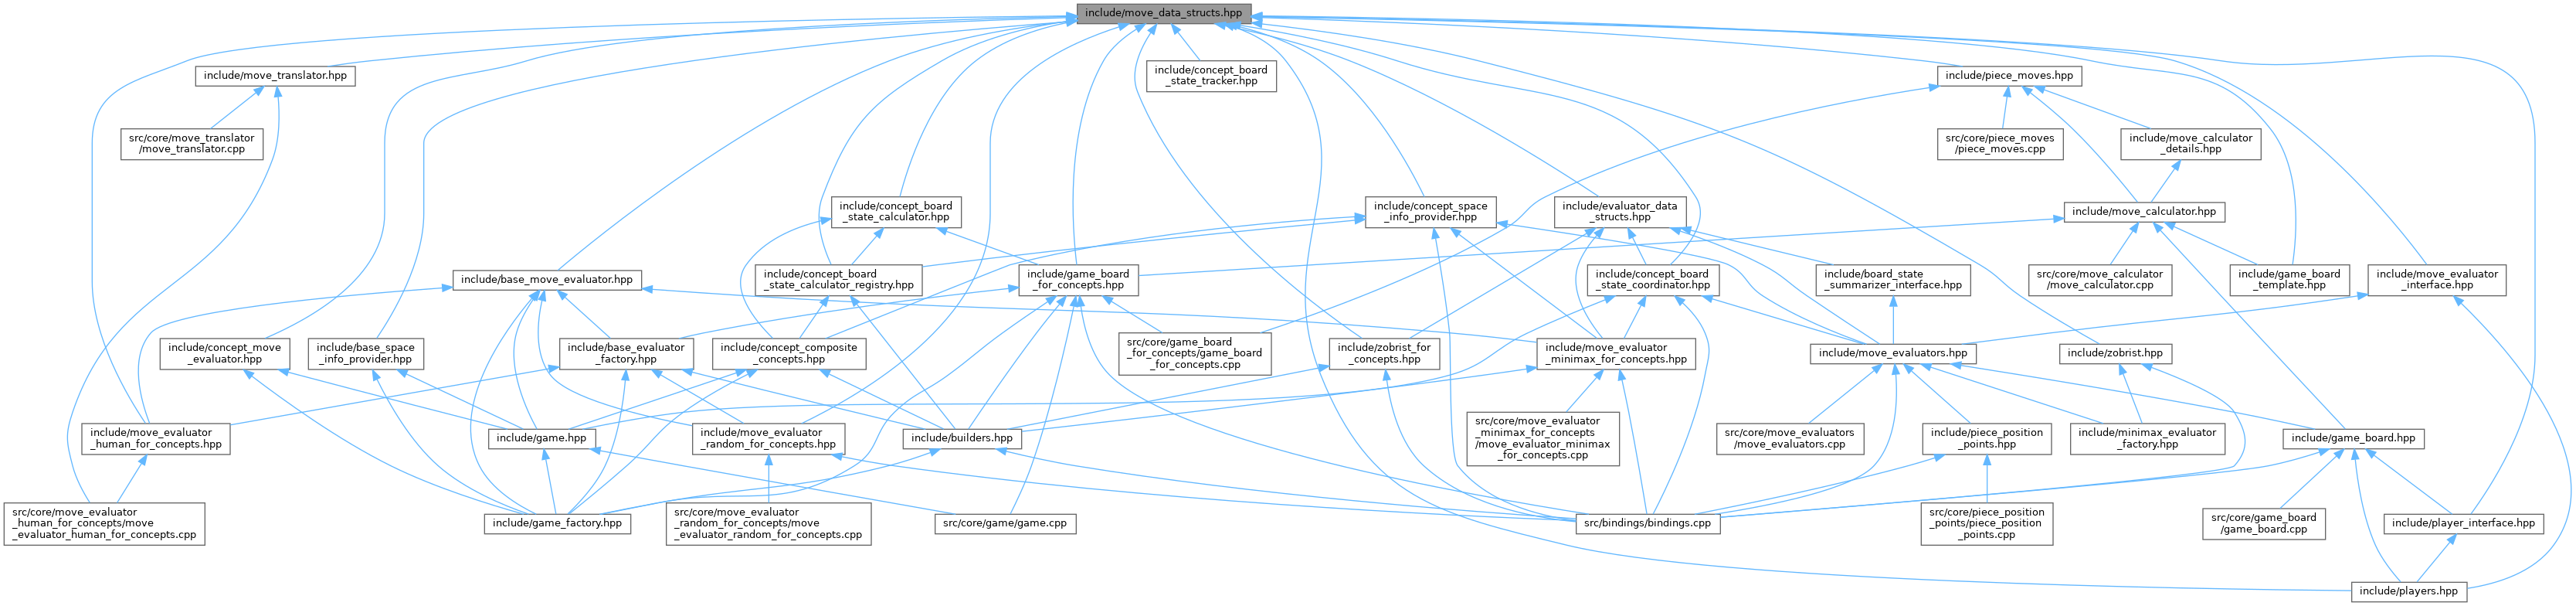 include/move_data_structs.hpp
include/move_translator.hpp
include/concept_board
_state_tracker.hpp
include/piece_moves.hpp
src/core/move_translator
/move_translator.cpp
src/core/piece_moves
/piece_moves.cpp
include/move_calculator
_details.hpp
include/concept_board
_state_calculator.hpp
include/concept_space
_info_provider.hpp
include/evaluator_data
_structs.hpp
include/move_calculator.hpp
include/base_move_evaluator.hpp
include/concept_board
_state_calculator_registry.hpp
include/game_board
_for_concepts.hpp
include/concept_board
_state_coordinator.hpp
include/board_state
_summarizer_interface.hpp
src/core/move_calculator
/move_calculator.cpp
include/game_board
_template.hpp
include/move_evaluator
_interface.hpp
include/concept_move
_evaluator.hpp
include/base_space
_info_provider.hpp
include/base_evaluator
_factory.hpp
include/concept_composite
_concepts.hpp
src/core/game_board
_for_concepts/game_board
_for_concepts.cpp
include/zobrist_for
_concepts.hpp
include/move_evaluator
_minimax_for_concepts.hpp
include/move_evaluators.hpp
include/zobrist.hpp
include/move_evaluator
_human_for_concepts.hpp
include/game.hpp
include/move_evaluator
_random_for_concepts.hpp
include/builders.hpp
src/core/move_evaluator
_minimax_for_concepts
/move_evaluator_minimax
_for_concepts.cpp
src/core/move_evaluators
/move_evaluators.cpp
include/piece_position
_points.hpp
include/minimax_evaluator
_factory.hpp
include/game_board.hpp
src/core/move_evaluator
_human_for_concepts/move
_evaluator_human_for_concepts.cpp
include/game_factory.hpp
src/core/move_evaluator
_random_for_concepts/move
_evaluator_random_for_concepts.cpp
src/core/game/game.cpp
src/bindings/bindings.cpp
src/core/piece_position
_points/piece_position
_points.cpp
src/core/game_board
/game_board.cpp
include/player_interface.hpp
include/players.hpp